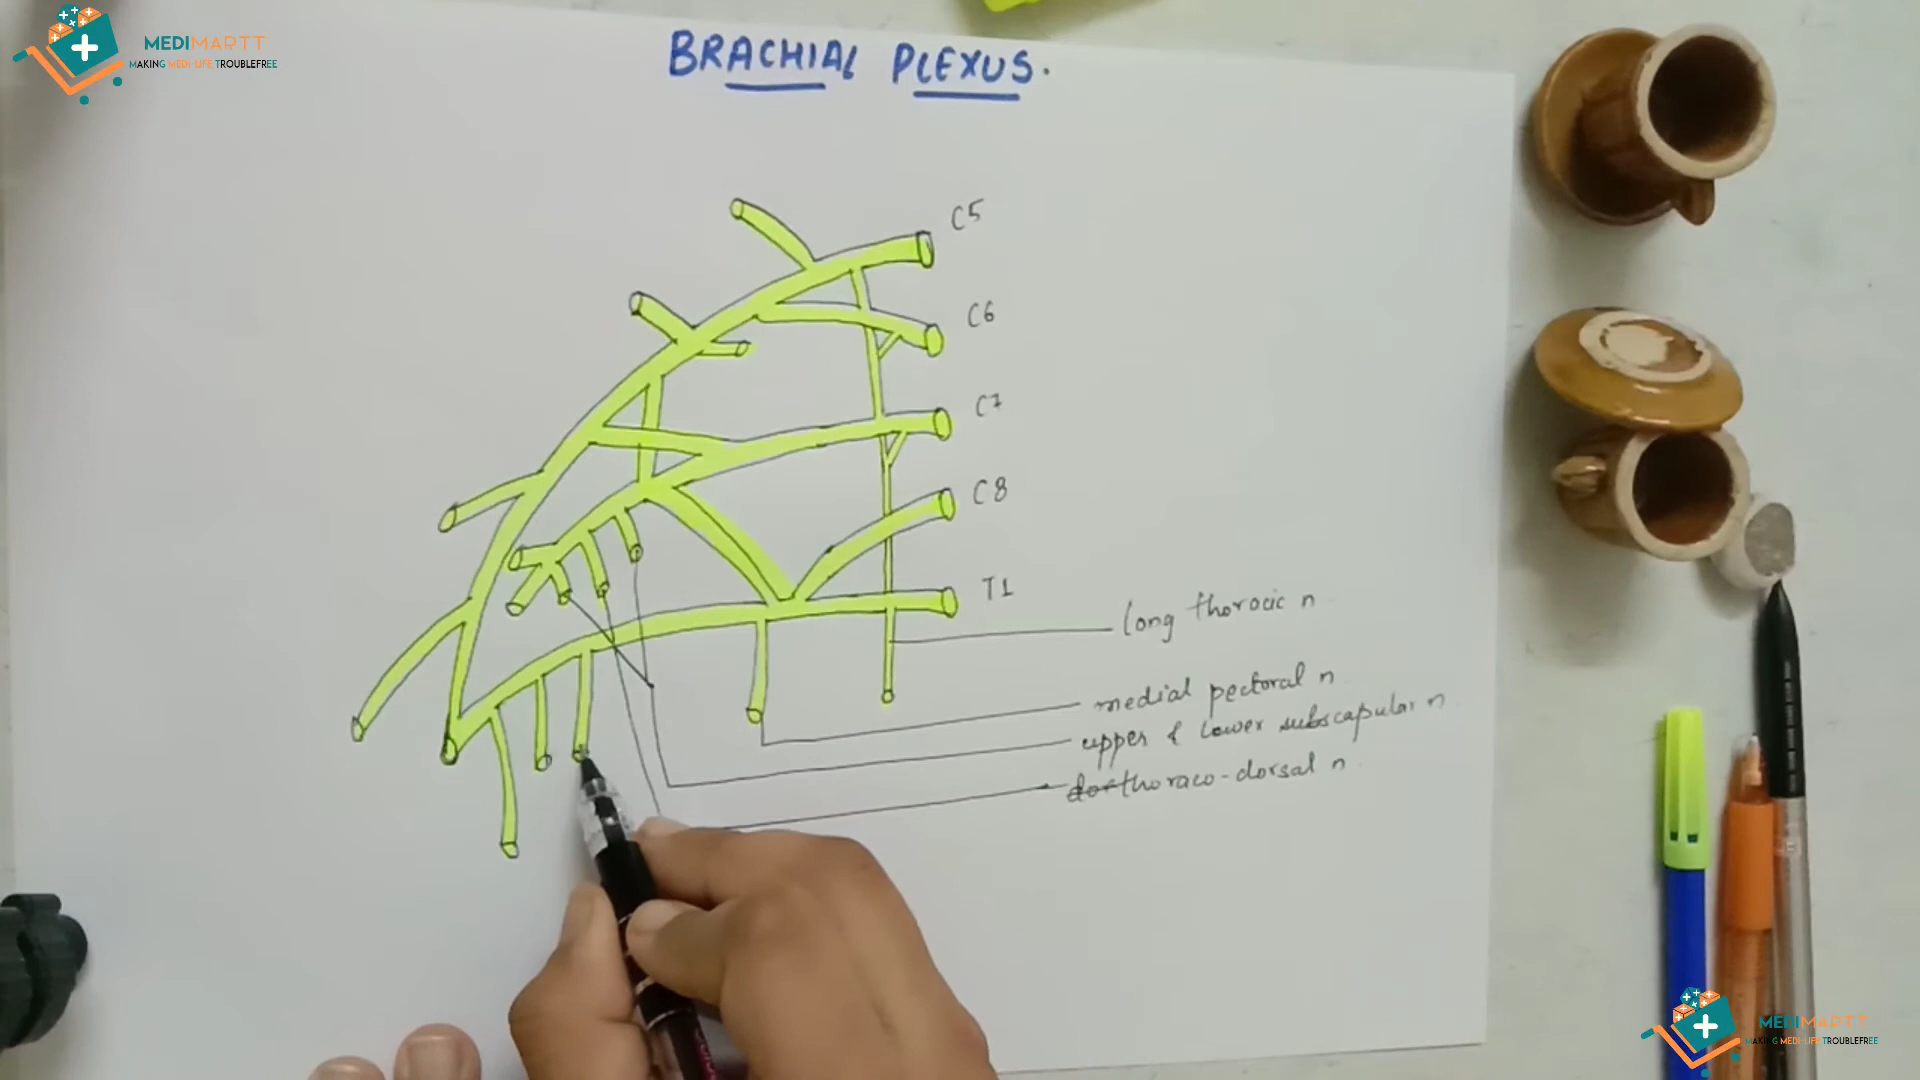 MEDIMARTT
MAKING MEDI-LIFE TROUBLEFREE
BRACHIAL PLEXUS.
C5
C6
C7
C8
T1
long thoracic n
medial pectoral n
upper & lower subscapular n
thoraco-dorsal n
MEDIMARTT
MAKING MEDI-LIFE TROUBLEFREE